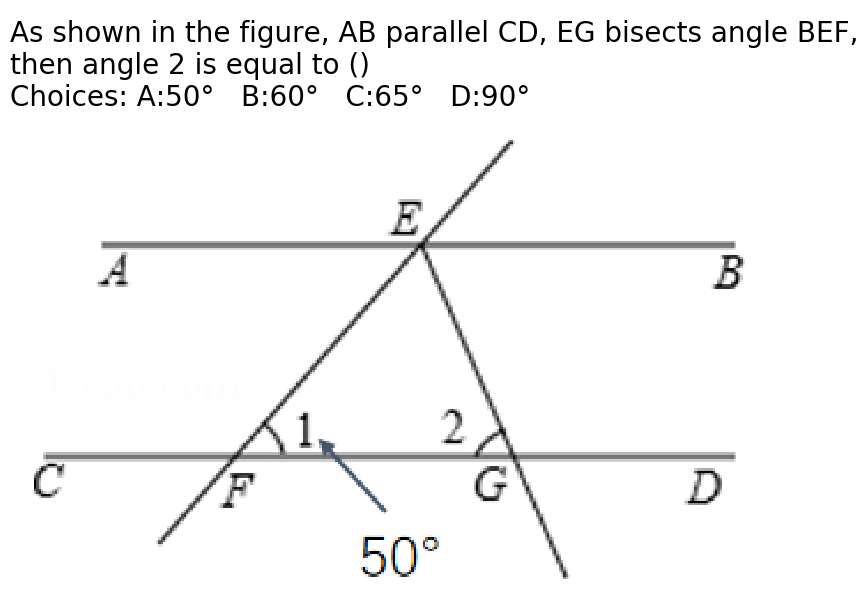 As shown in the figure, AB parallel CD, EG bisects angle BEF,
then angle 2 is equal to ()
Choices: A:50° B:60° C:65° D:90°
E
A
B
1
2
C
F
G
D
50°